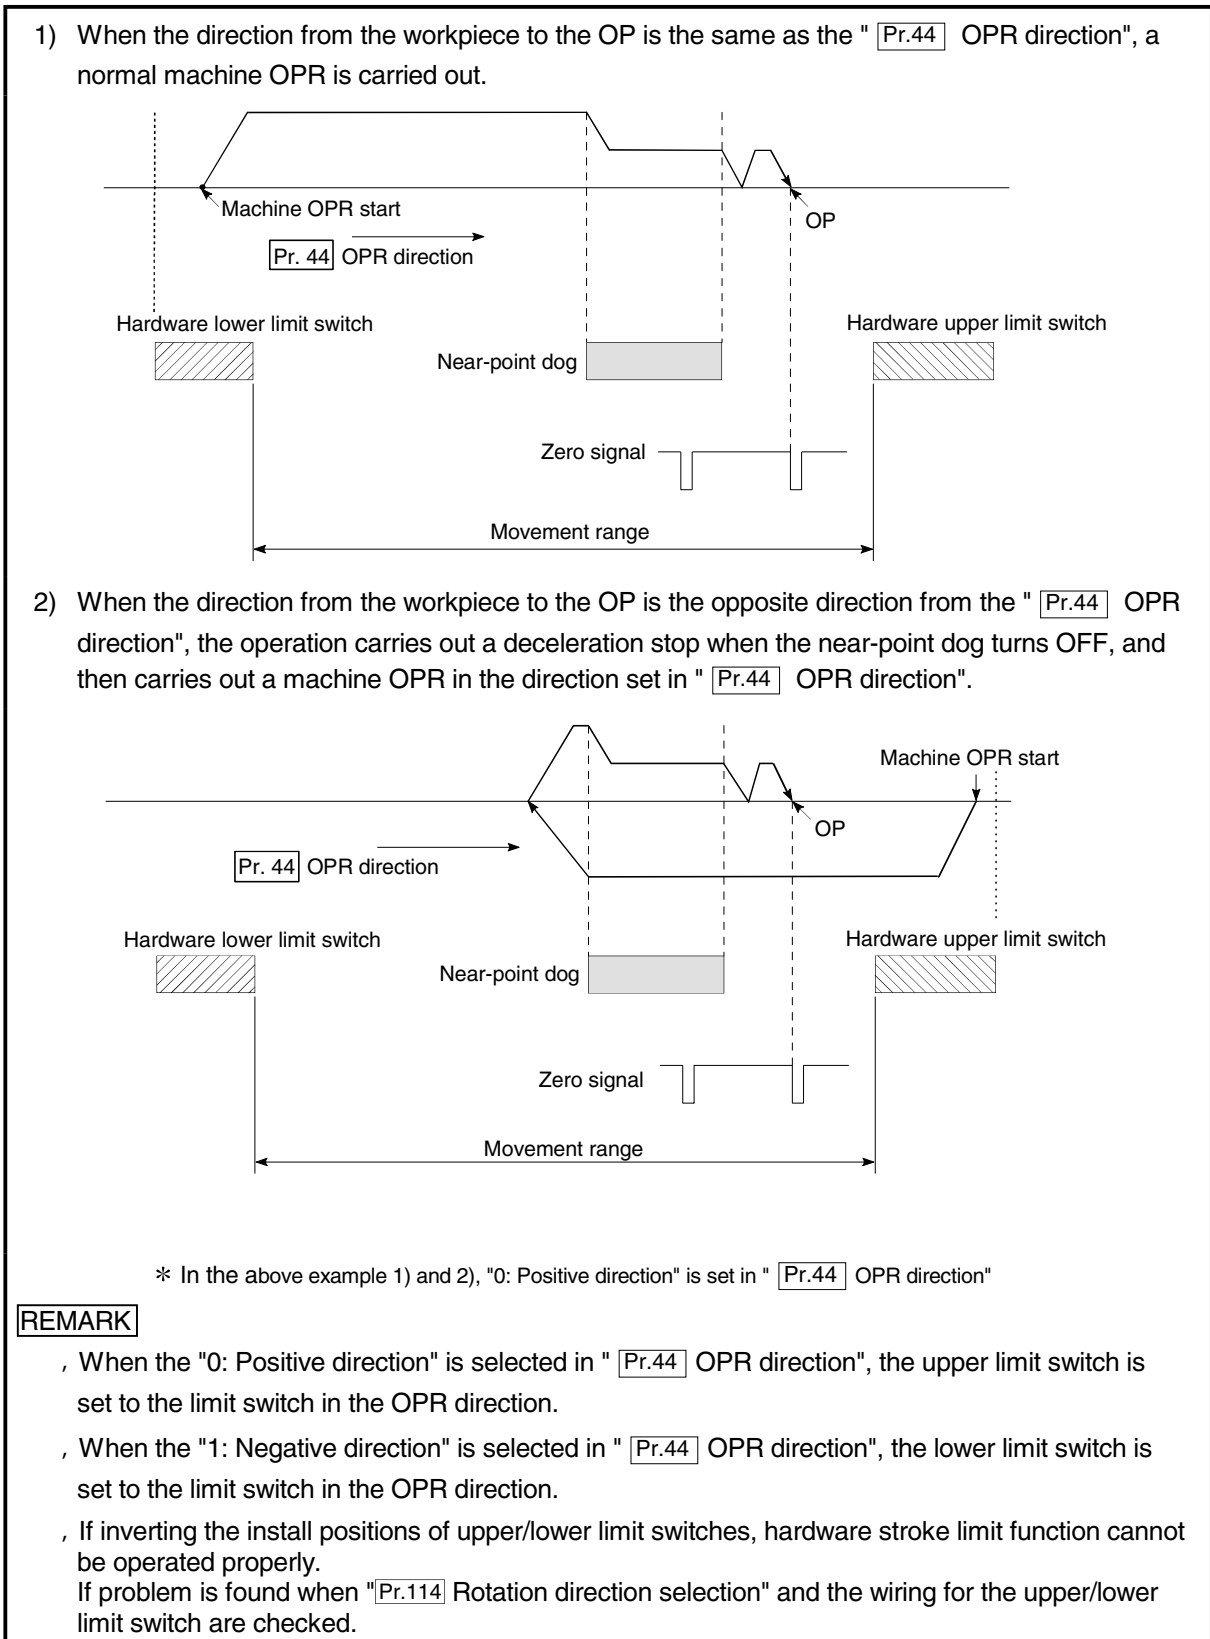 1) When the direction from the workpiece to the OP is the same as the " Pr.44 OPR direction", a
normal machine OPR is carried out.
Machine OPR start
OP
Pr. 44 OPR direction
Hardware lower limit switch
Hardware upper limit switch
Near-point dog
Zero signal
Movement range
2) When the direction from the workpiece to the OP is the opposite direction from the " Pr.44 OPR
direction", the operation carries out a deceleration stop when the near-point dog turns OFF, and
then carries out a machine OPR in the direction set in " Pr.44 OPR direction".
Machine OPR start
OP
Pr. 44 OPR direction
Hardware lower limit switch
Hardware upper limit switch
Near-point dog
Zero signal
Movement range
* In the above example 1) and 2), "0: Positive direction" is set in " Pr.44 OPR direction"
REMARK
, When the "0: Positive direction" is selected in " Pr.44 OPR direction", the upper limit switch is
set to the limit switch in the OPR direction.
, When the "1: Negative direction" is selected in " Pr.44 OPR direction", the lower limit switch is
set to the limit switch in the OPR direction.
, If inverting the install positions of upper/lower limit switches, hardware stroke limit function cannot
be operated properly.
If problem is found when "Pr.114 Rotation direction selection" and the wiring for the upper/lower
limit switch are checked.